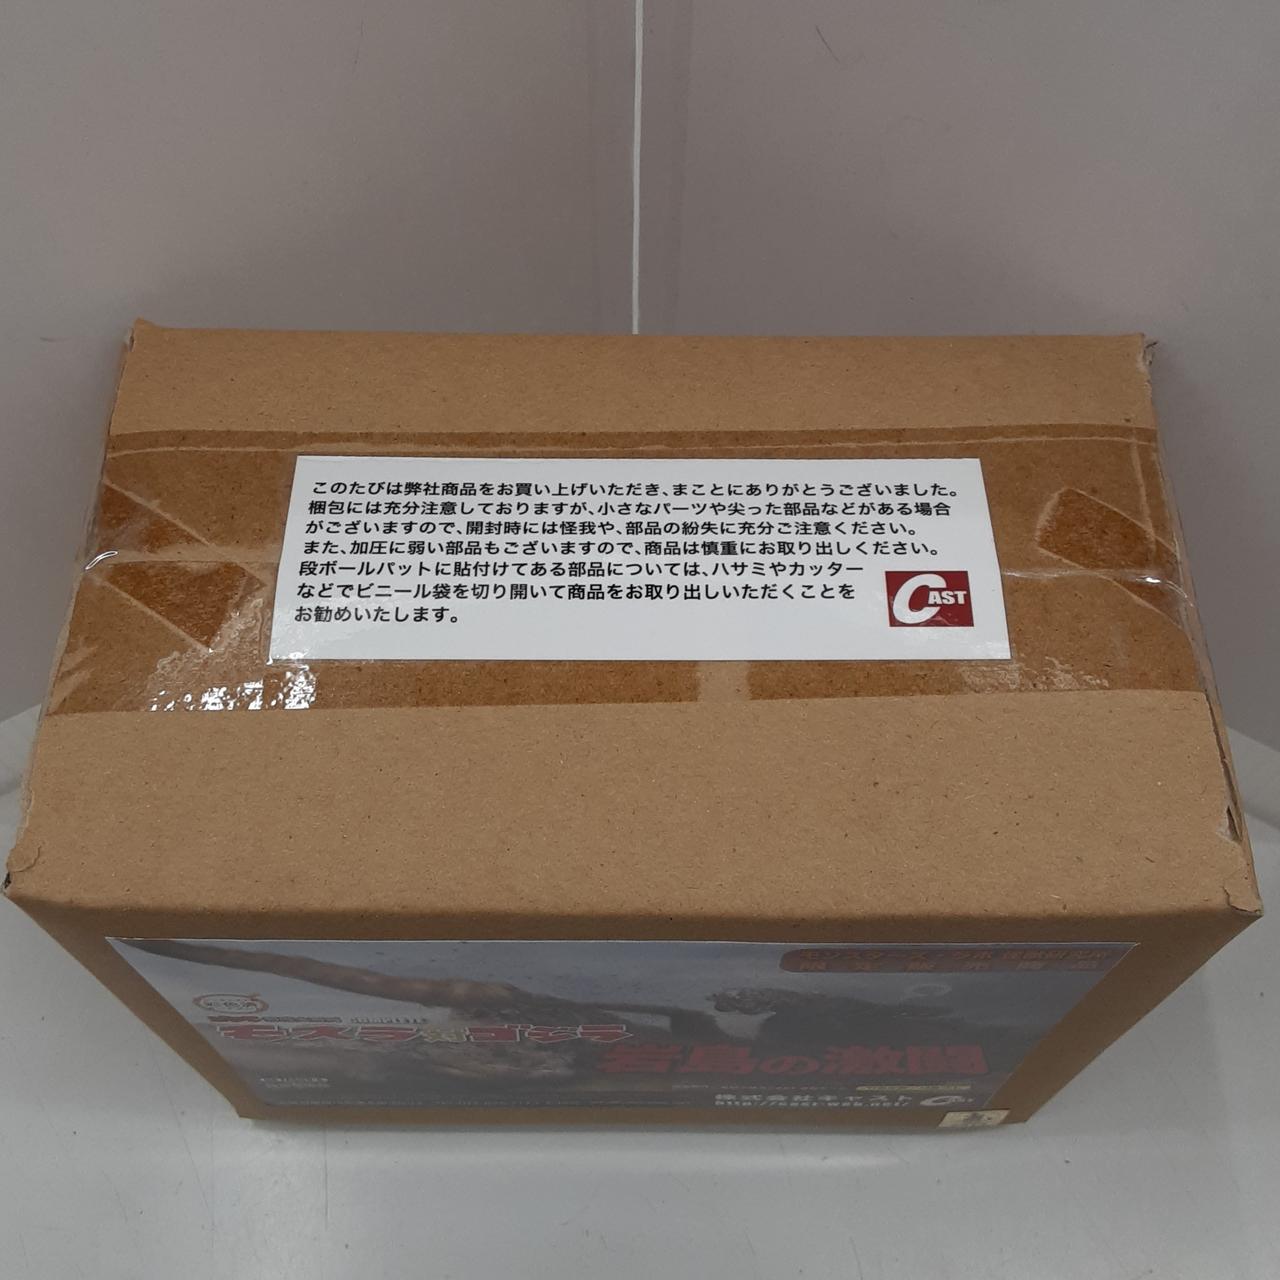 このたびは弊社商品をお買い上げいただき、まことにありがとうございました。
梱包には充分注意しておりますが、小さなパーツや尖った部品などがある場合
がございますので、開封時には怪我や、部品の紛失に充分ご注意ください。
また、加圧に弱い部品もございますので、商品は慎重にお取り出しください。
段ボールパットに貼付けてある部品については、ハサミやカッター
などでビニール袋を切り開いて商品をお取り出しいただくことを
お勧めいたします。
CAST
COMPLETE
モスラ対ゴジラ
岩島の激闘
株式会社キャスト
http://cast-web.net/
CAST